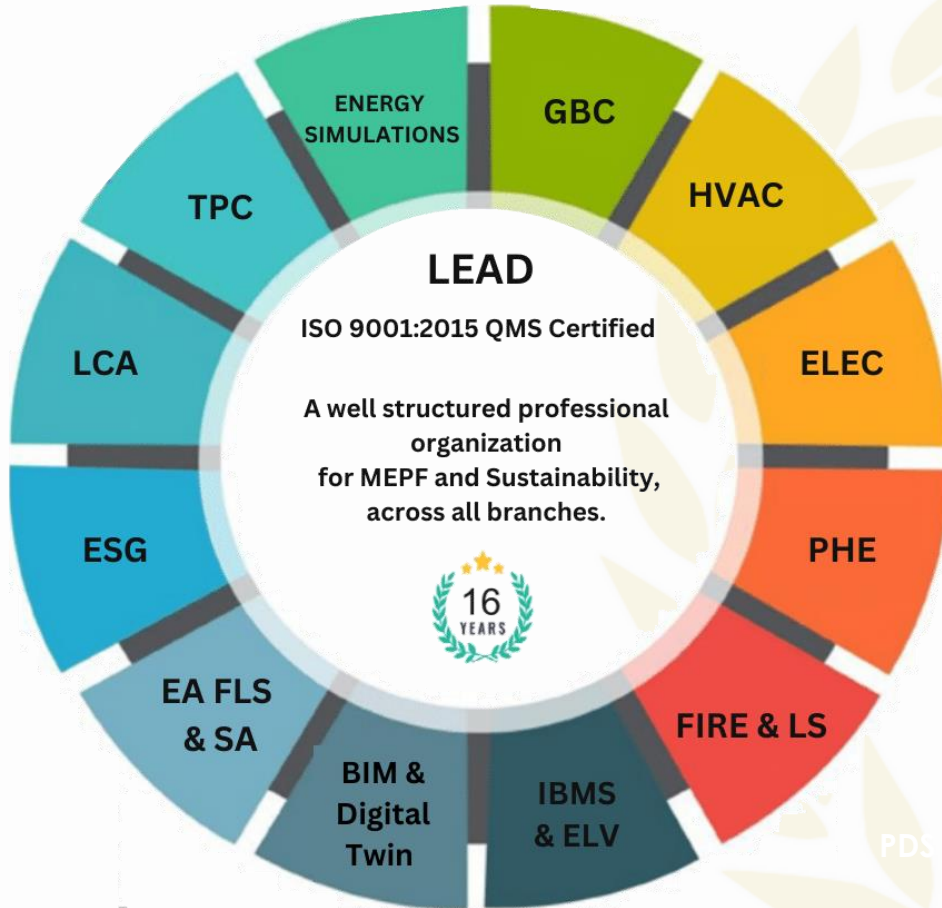 ENERGY
SIMULATIONS
GBC
HVAC
ELEC
PHE
FIRE & LS
IBMS
& ELV
BIM &
Digital
Twin
EA FLS
& SA
ESG
LCA
TPC
LEAD
ISO 9001:2015 QMS Certified
A well structured professional
organization
for MEPF and Sustainability,
across all branches.
16
YEARS
PDS